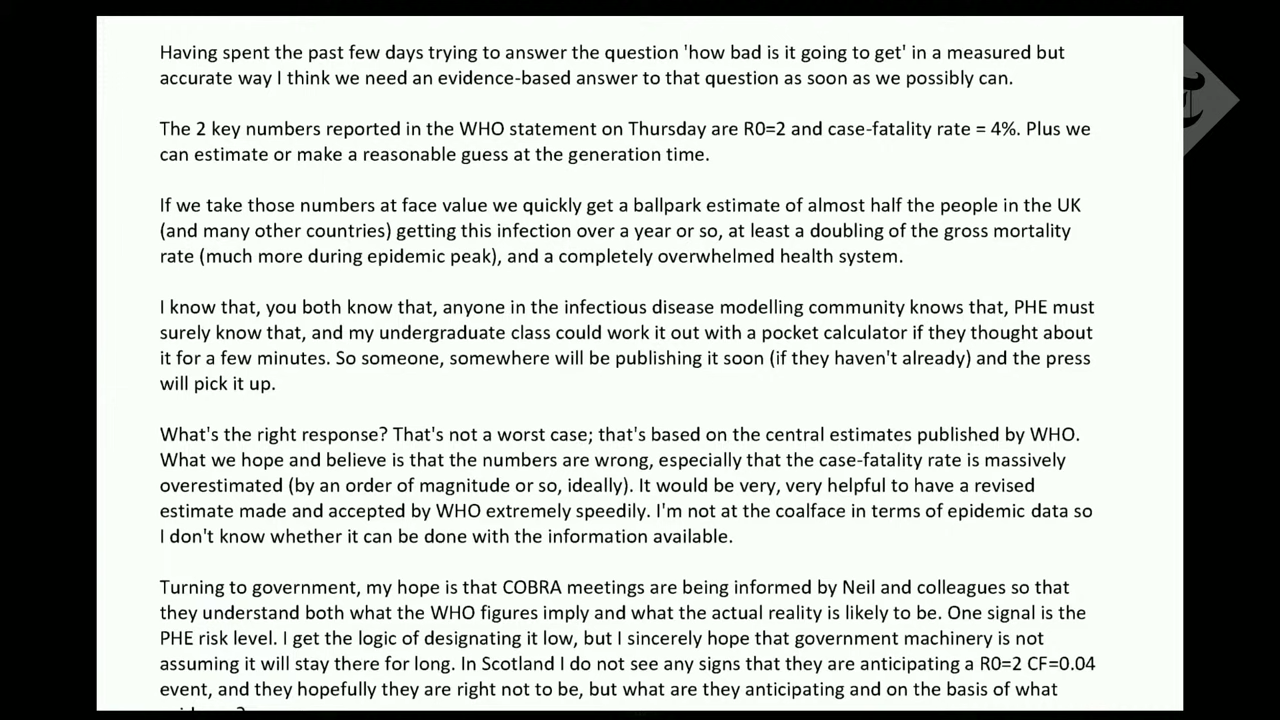 Having spent the past few days trying to answer the question 'how bad is it going to get' in a measured but
accurate way I think we need an evidence-based answer to that question as soon as we possibly can.
The 2 key numbers reported in the WHO statement on Thursday are R0=2 and case-fatality rate = 4%. Plus we
can estimate or make a reasonable guess at the generation time.
If we take those numbers at face value we quickly get a ballpark estimate of almost half the people in the UK
(and many other countries) getting this infection over a year or so, at least a doubling of the gross mortality
rate (much more during epidemic peak), and a completely overwhelmed health system.
I know that, you both know that, anyone in the infectious disease modelling community knows that, PHE must
surely know that, and my undergraduate class could work it out with a pocket calculator if they thought about
it for a few minutes. So someone, somewhere will be publishing it soon (if they haven't already) and the press
will pick it up.
What's the right response? That's not a worst case; that's based on the central estimates published by WHO.
What we hope and believe is that the numbers are wrong, especially that the case-fatality rate is massively
overestimated (by an order of magnitude or so, ideally). It would be very, very helpful to have a revised
estimate made and accepted by WHO extremely speedily. I'm not at the coalface in terms of epidemic data so
I don't know whether it can be done with the information available.
Turning to government, my hope is that COBRA meetings are being informed by Neil and colleagues so that
they understand both what the WHO figures imply and what the actual reality is likely to be. One signal is the
PHE risk level. I get the logic of designating it low, but I sincerely hope that government machinery is not
assuming it will stay there for long. In Scotland I do not see any signs that they are anticipating a R0=2 CF=0.04
event, and they hopefully they are right not to be, but what are they anticipating and on the basis of what